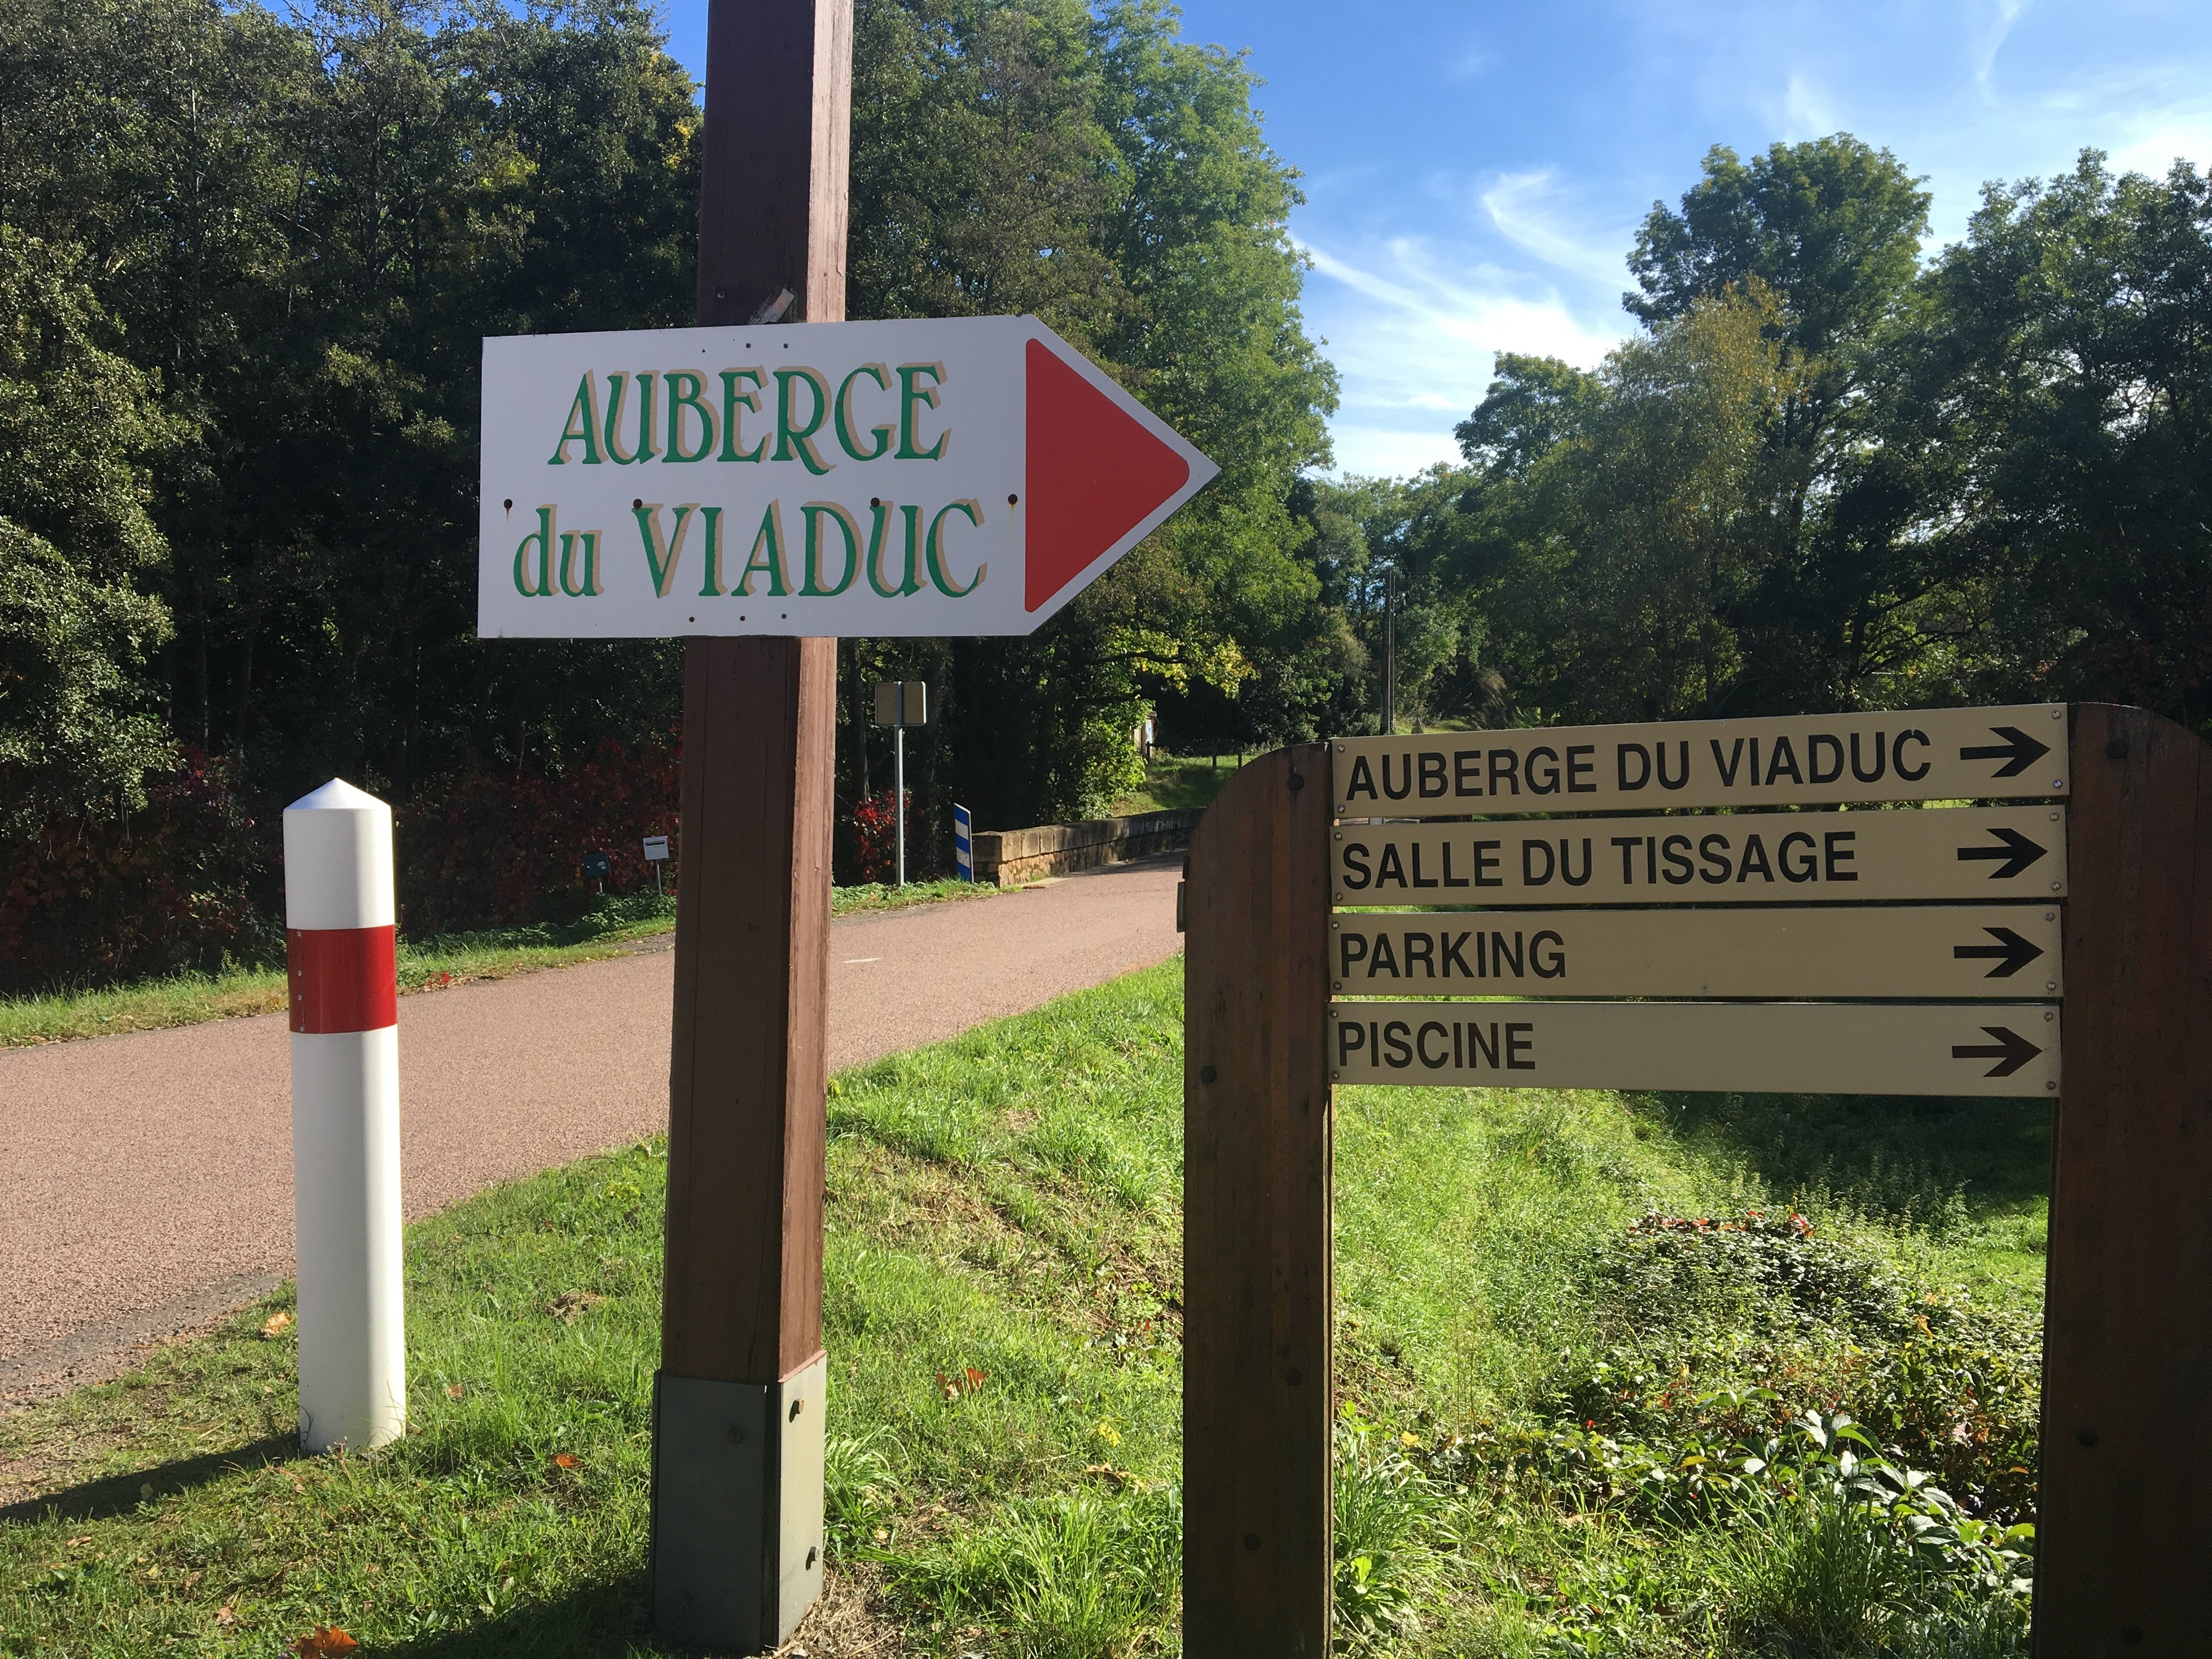 AUBERGE
du VIADUC
AUBERGE DU VIADUC
SALLE DU TISSAGE
PARKING
PISCINE